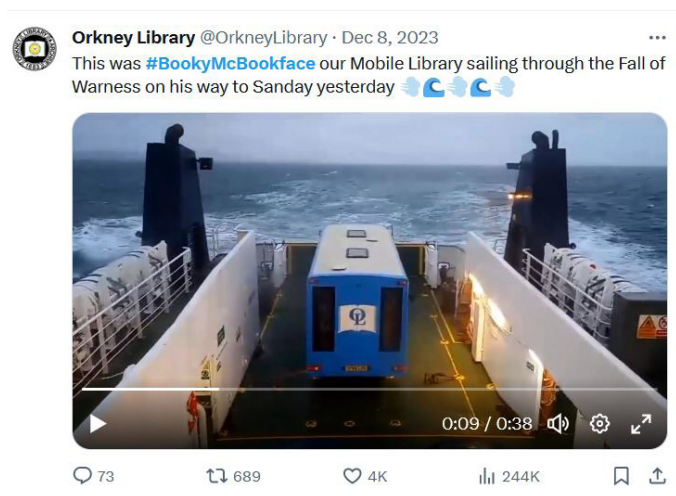 Orkney Library @OrkneyLibrary · Dec 8, 2023
This was #BookyMcBookface our Mobile Library sailing through the Fall of
Warness on his way to Sanday yesterday 💨🌊💨🌊💨
OL
0:09 / 0:38
73 689 4K 244K